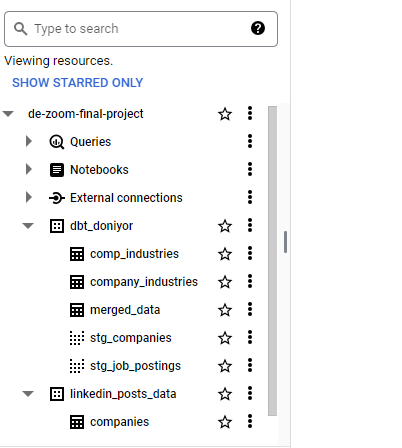 Type to search
Viewing resources.
SHOW STARRED ONLY
de-zoom-final-project
Queries
Notebooks
External connections
dbt_doniyor
comp_industries
company_industries
merged_data
stg_companies
stg_job_postings
linkedin_posts_data
companies